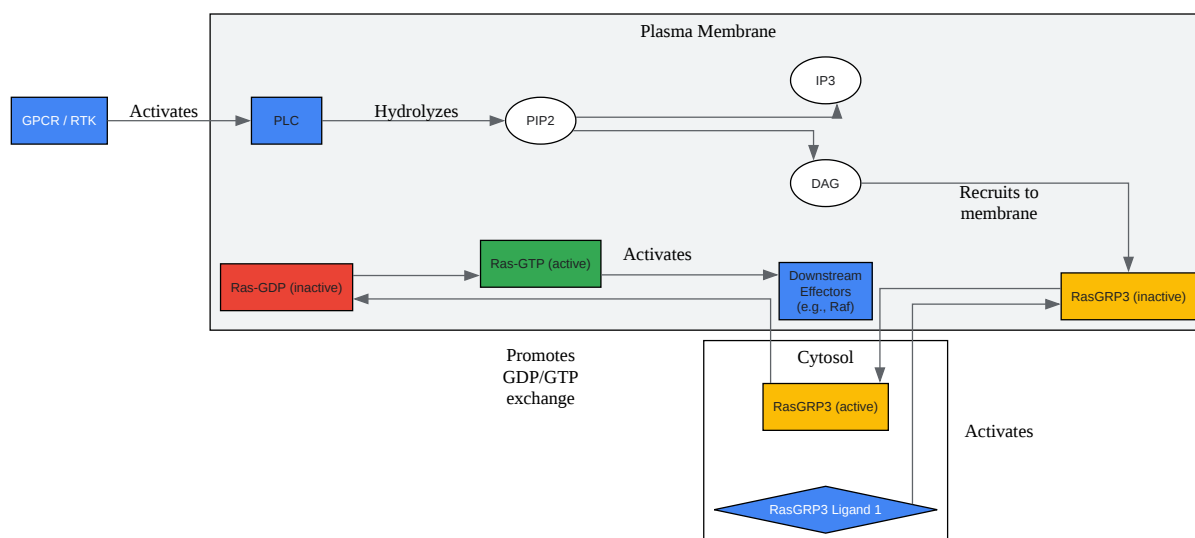 Plasma Membrane
IP3
GPCR / RTK
Activates
PLC
Hydrolyzes
PIP2
DAG
Recruits to
membrane
Ras-GDP (inactive)
Ras-GTP (active)
Activates
Downstream
Effectors
(e.g., Raf)
RasGRP3 (inactive)
Promotes
GDP/GTP
exchange
Cytosol
RasGRP3 (active)
Activates
RasGRP3 Ligand 1